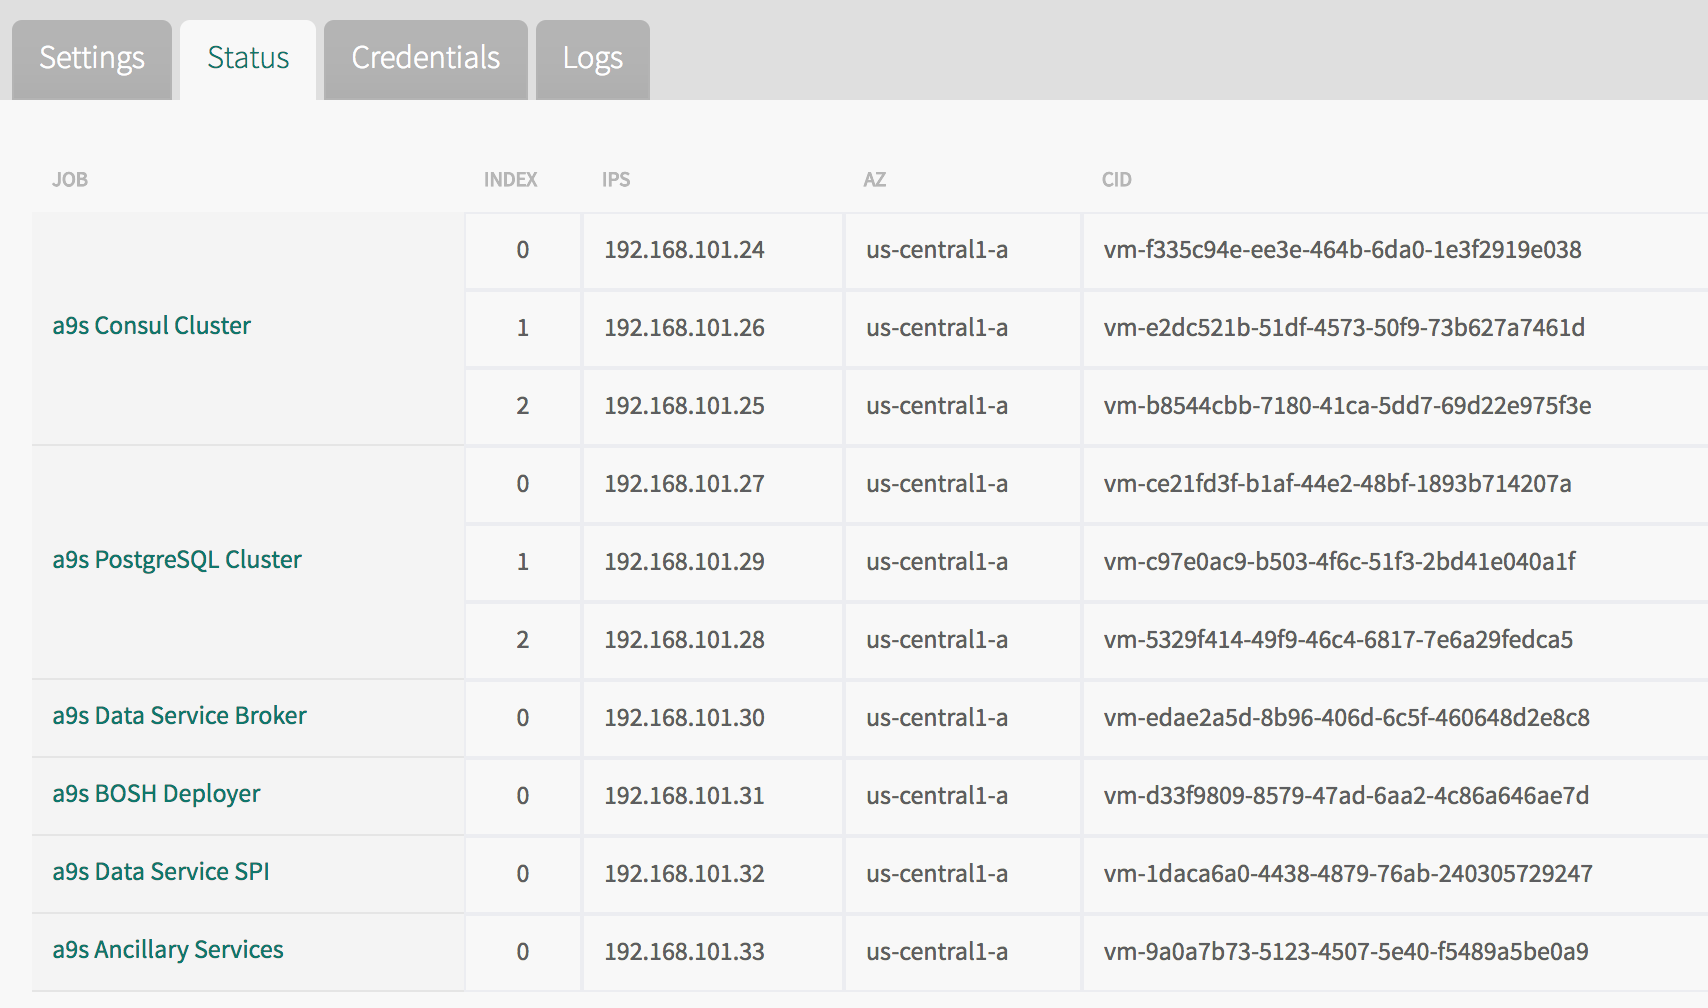 Settings Status Credentials Logs
JOB INDEX IPS AZ CID
a9s Consul Cluster
0 192.168.101.24 us-central1-a vm-f335c94e-ee3e-464b-6da0-1e3f2919e038
1 192.168.101.26 us-central1-a vm-e2dc521b-51df-4573-50f9-73b627a7461d
2 192.168.101.25 us-central1-a vm-b8544cbb-7180-41ca-5dd7-69d22e975f3e
a9s PostgreSQL Cluster
0 192.168.101.27 us-central1-a vm-ce21fd3f-b1af-44e2-48bf-1893b714207a
1 192.168.101.29 us-central1-a vm-c97e0ac9-b503-4f6c-51f3-2bd41e040a1f
2 192.168.101.28 us-central1-a vm-5329f414-49f9-46c4-6817-7e6a29fedca5
a9s Data Service Broker 0 192.168.101.30 us-central1-a vm-edae2a5d-8b96-406d-6c5f-460648d2e8c8
a9s BOSH Deployer 0 192.168.101.31 us-central1-a vm-d33f9809-8579-47ad-6aa2-4c86a646ae7d
a9s Data Service SPI 0 192.168.101.32 us-central1-a vm-1daca6a0-4438-4879-76ab-240305729247
a9s Ancillary Services 0 192.168.101.33 us-central1-a vm-9a0a7b73-5123-4507-5e40-f5489a5be0a9